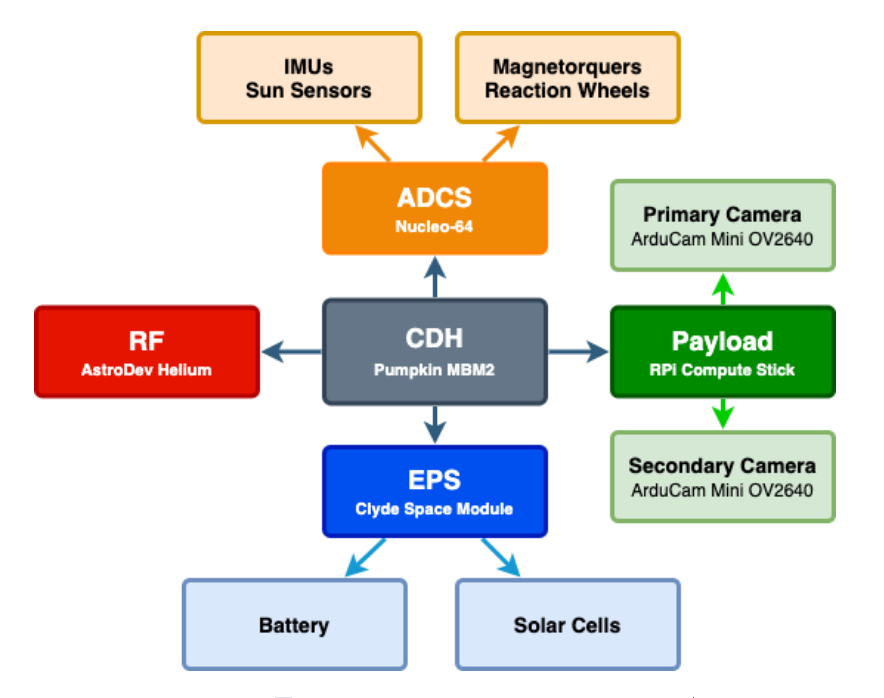 IMUs
Sun Sensors
Magnetorquers
Reaction Wheels
ADCS
Nucleo-64
Primary Camera
ArduCam Mini OV2640
RF
AstroDev Helium
CDH
Pumpkin MBM2
Payload
RPi Compute Stick
Secondary Camera
ArduCam Mini OV2640
EPS
Clyde Space Module
Battery
Solar Cells